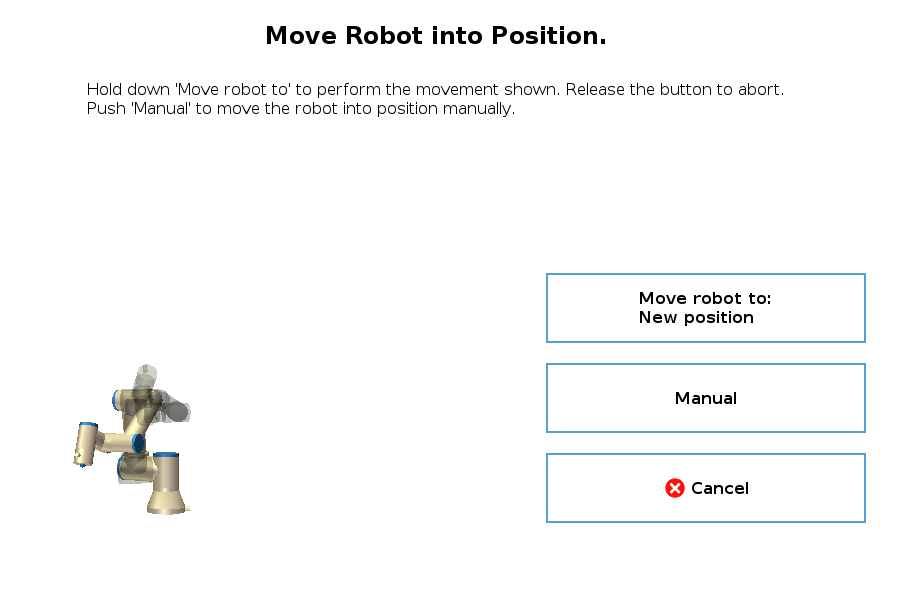 Move Robot into Position.
Hold down 'Move robot to' to perform the movement shown. Release the button to abort.
Push 'Manual' to move the robot into position manually.
Move robot to:
New position
Manual
Cancel